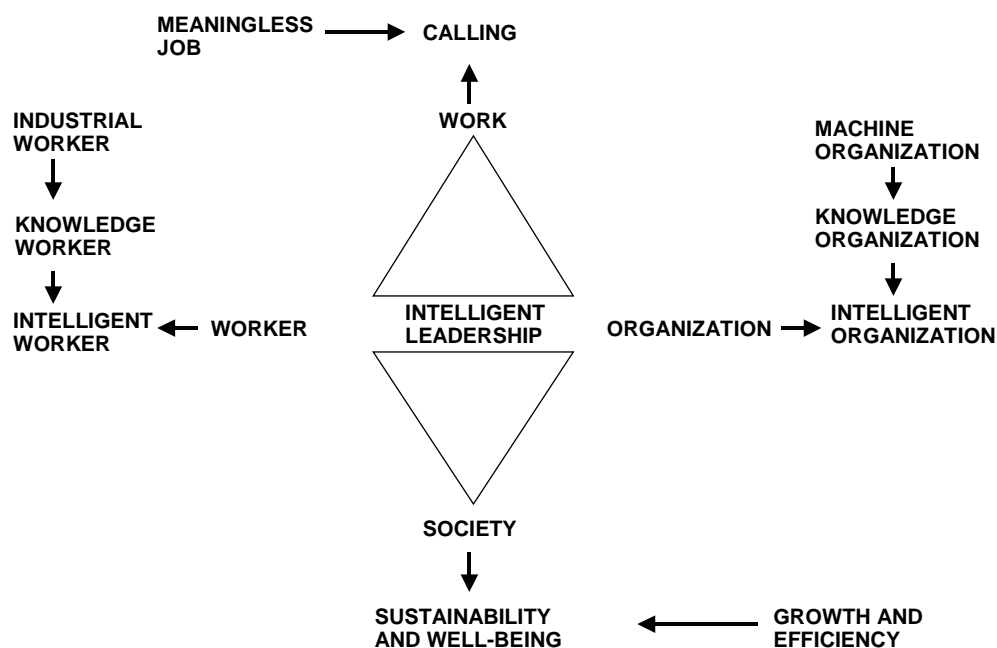 MEANINGLESS
JOB
CALLING
INDUSTRIAL
WORKER
WORK
MACHINE
ORGANIZATION
KNOWLEDGE
WORKER
KNOWLEDGE
ORGANIZATION
INTELLIGENT
WORKER
WORKER
INTELLIGENT
LEADERSHIP
ORGANIZATION
INTELLIGENT
ORGANIZATION
SOCIETY
SUSTAINABILITY
AND WELL-BEING
GROWTH AND
EFFICIENCY